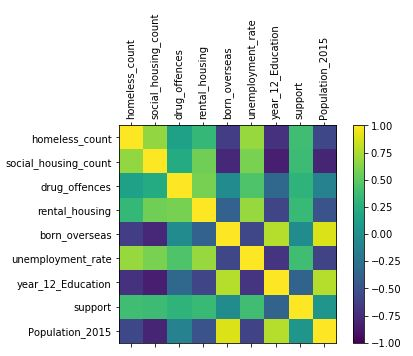 homeless_count
social_housing_count
drug_offences
rental_housing
born_overseas
unemployment_rate
year_12_Education
support
Population_2015
homeless_count
social_housing_count
drug_offences
rental_housing
born_overseas
unemployment_rate
year_12_Education
support
Population_2015
1.00
0.75
0.50
0.25
0.00
−0.25
−0.50
−0.75
−1.00